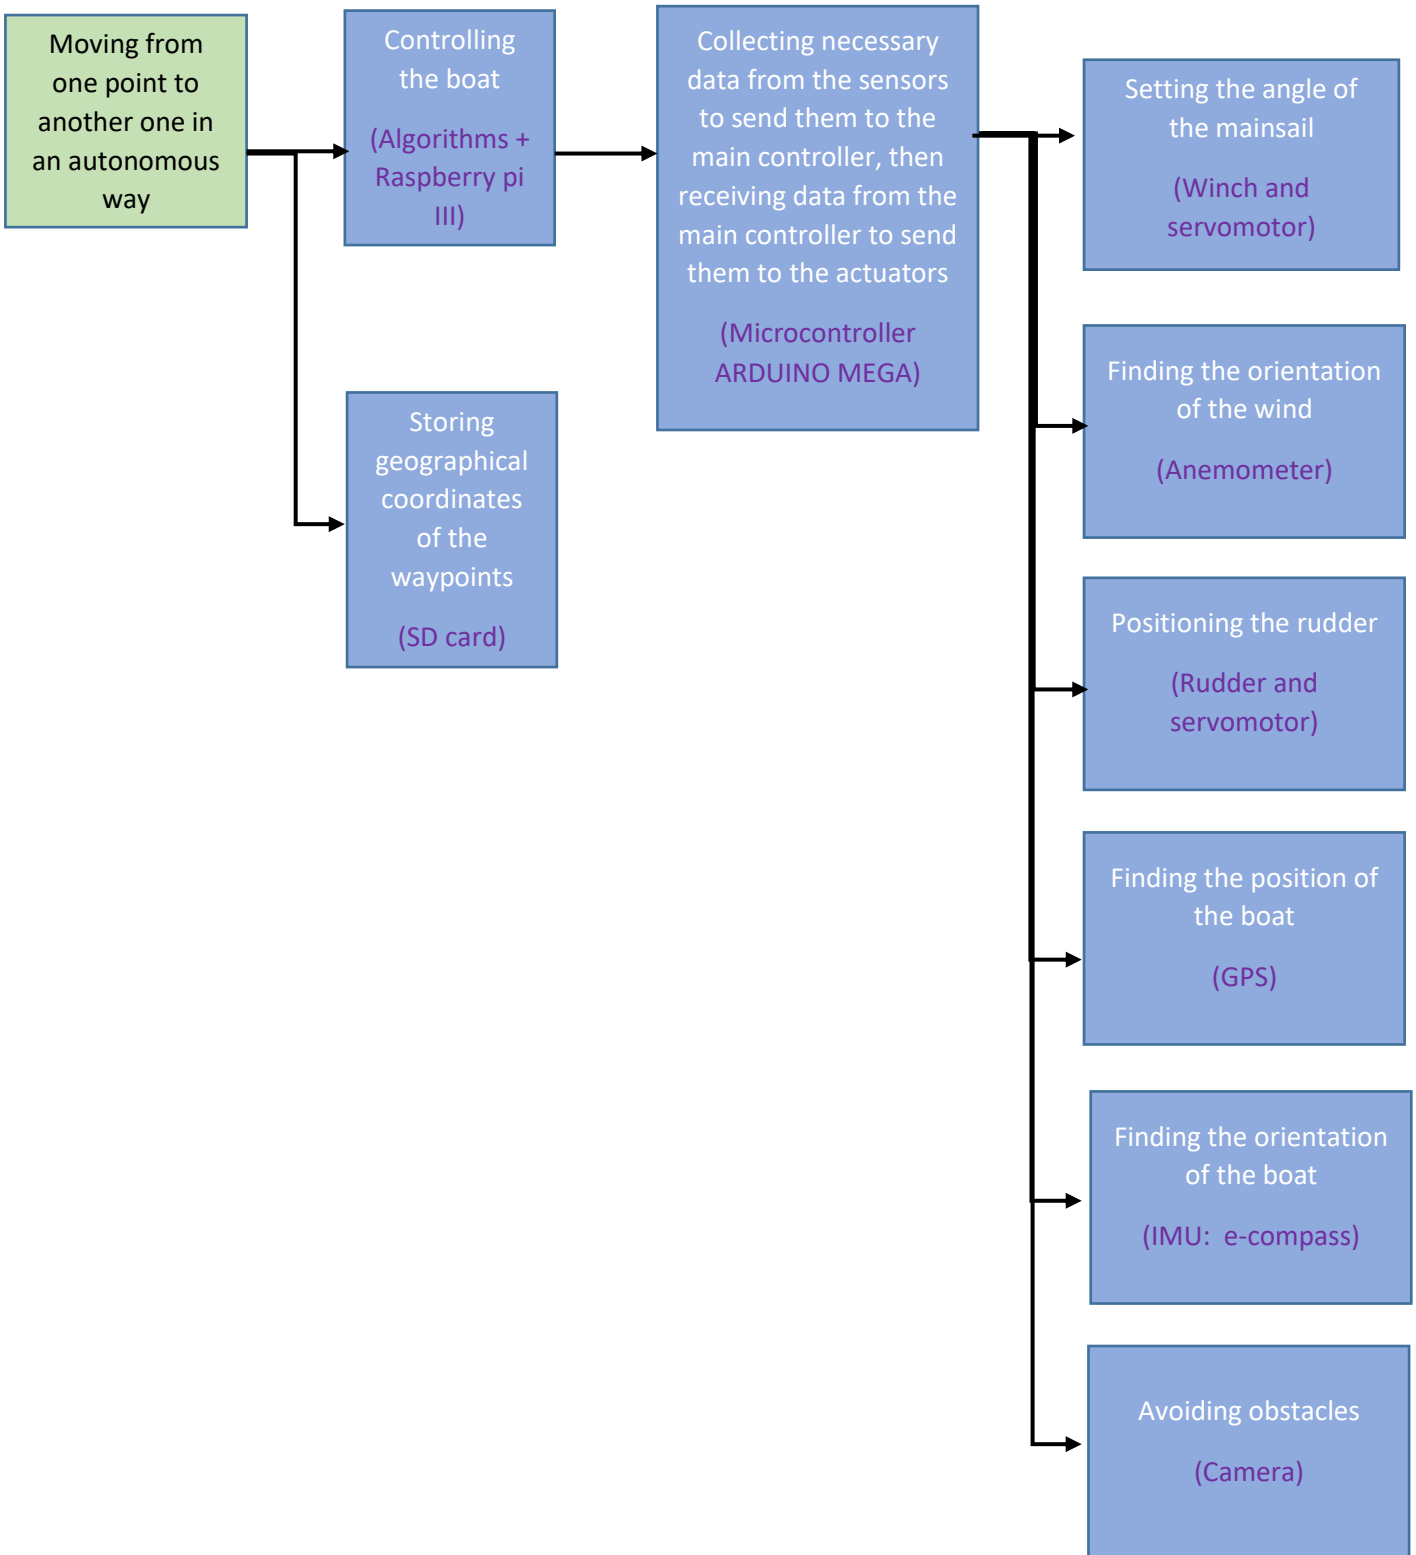 Moving from
one point to
another one in
an autonomous
way
Controlling
the boat
(Algorithms +
Raspberry pi
III)
Storing
geographical
coordinates
of the
waypoints
(SD card)
Collecting necessary
data from the sensors
to send them to the
main controller, then
receiving data from the
main controller to send
them to the actuators
(Microcontroller
ARDUINO MEGA)
Setting the angle of
the mainsail
(Winch and
servomotor)
Finding the orientation
of the wind
(Anemometer)
Positioning the rudder
(Rudder and
servomotor)
Finding the position of
the boat
(GPS)
Finding the orientation
of the boat
(IMU:  e-compass)
Avoiding obstacles
(Camera)